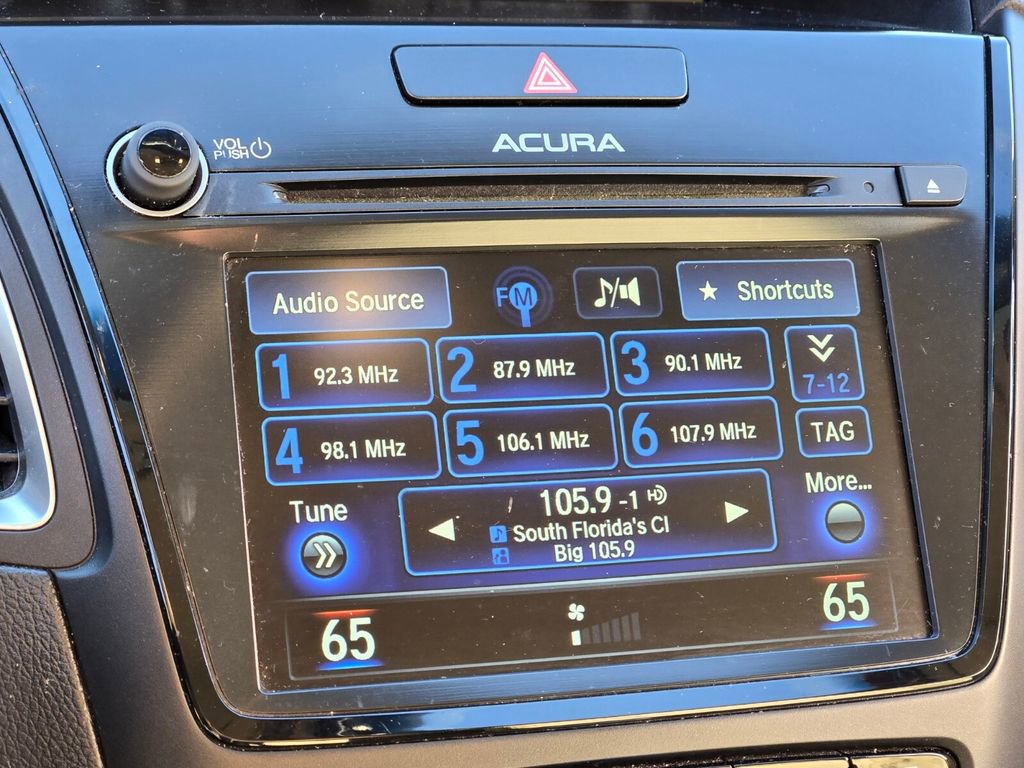 VOL
PUSH
ACURA
Audio Source
FM
Shortcuts
1 92.3 MHz
2 87.9 MHz
3 90.1 MHz
7-12
4 98.1 MHz
5 106.1 MHz
6 107.9 MHz
TAG
Tune
105.9 -1 HD
South Florida's Cl
Big 105.9
More...
65
65